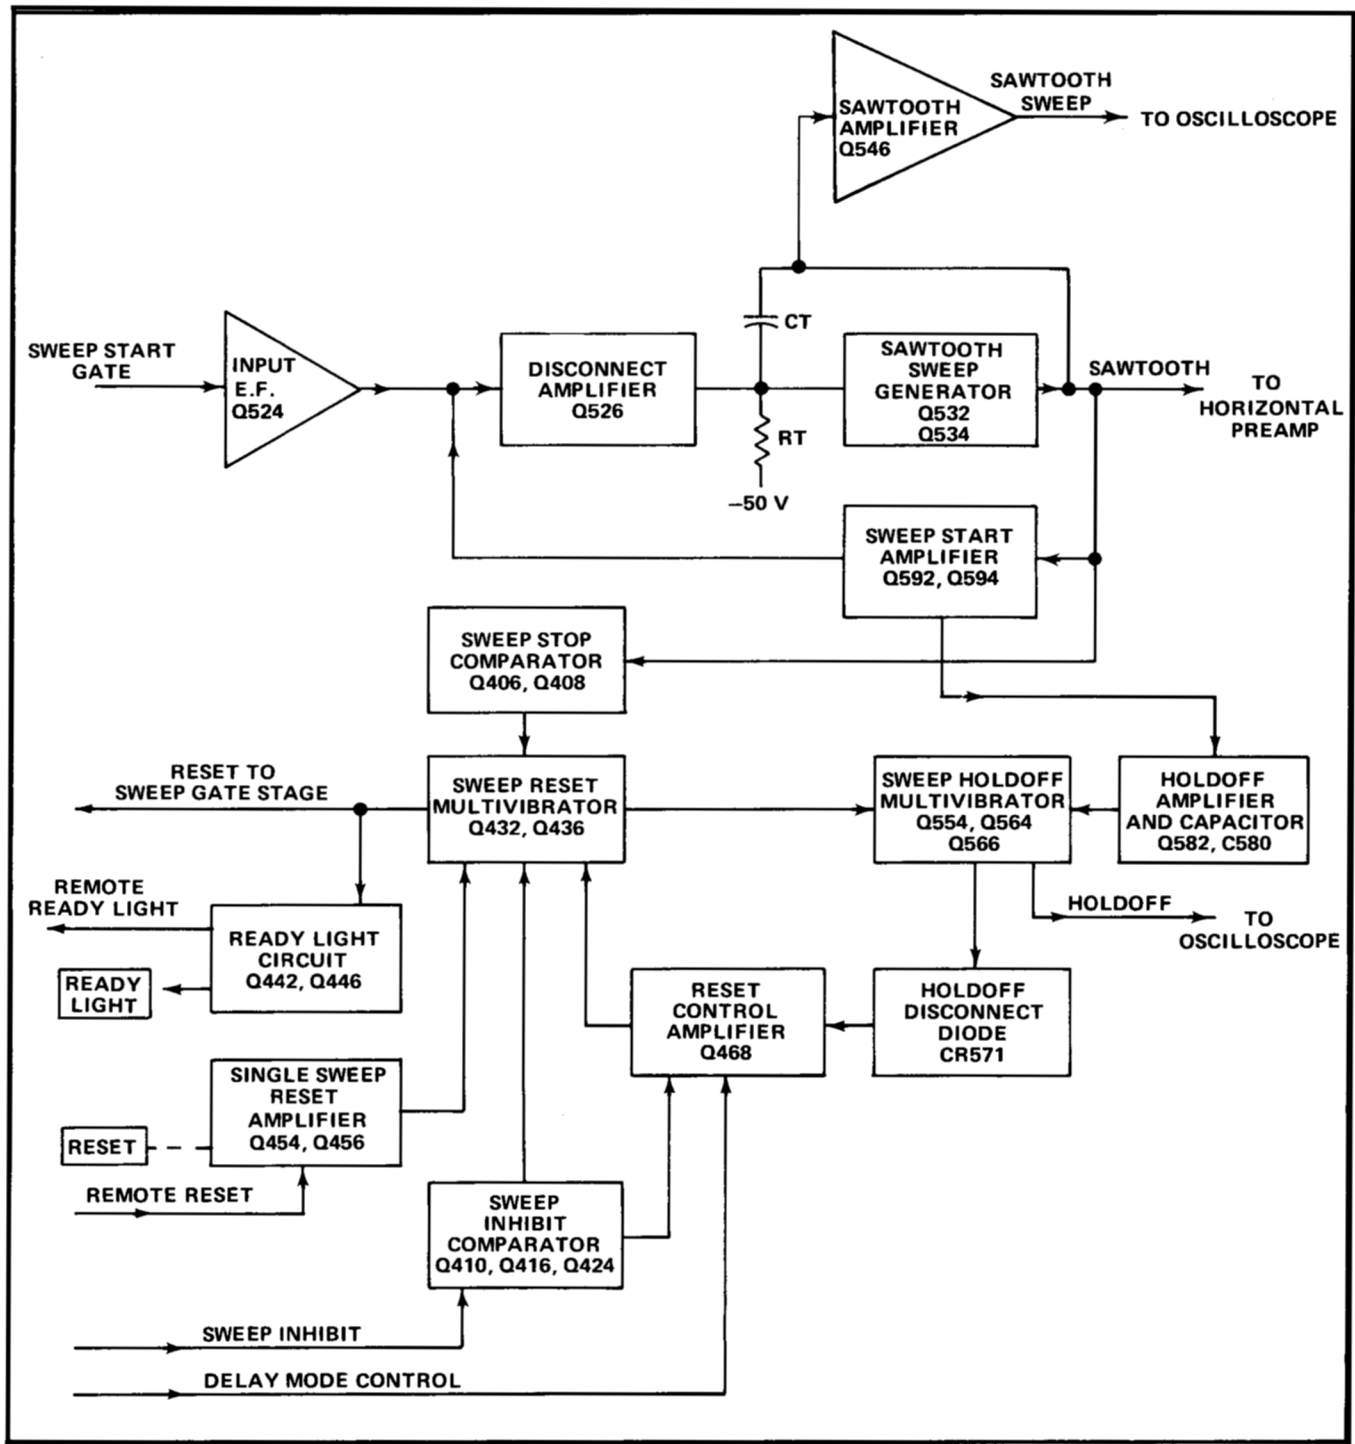 SAWTOOTH
SWEEP
TO OSCILLOSCOPE
SAWTOOTH
AMPLIFIER
Q546
SWEEP START
GATE
INPUT
E.F.
Q524
DISCONNECT
AMPLIFIER
Q526
CT
RT
–50 V
SAWTOOTH
SWEEP
GENERATOR
Q532
Q534
SAWTOOTH
TO
HORIZONTAL
PREAMP
SWEEP START
AMPLIFIER
Q592, Q594
SWEEP STOP
COMPARATOR
Q406, Q408
RESET TO
SWEEP GATE STAGE
SWEEP RESET
MULTIVIBRATOR
Q432, Q436
SWEEP HOLDOFF
MULTIVIBRATOR
Q554, Q564
Q566
HOLDOFF
AMPLIFIER
AND CAPACITOR
Q582, C580
REMOTE
READY LIGHT
READY LIGHT
CIRCUIT
Q442, Q446
READY
LIGHT
HOLDOFF
TO
OSCILLOSCOPE
RESET
CONTROL
AMPLIFIER
Q468
HOLDOFF
DISCONNECT
DIODE
CR571
SINGLE SWEEP
RESET
AMPLIFIER
Q454, Q456
RESET
REMOTE RESET
SWEEP
INHIBIT
COMPARATOR
Q410, Q416, Q424
SWEEP INHIBIT
DELAY MODE CONTROL